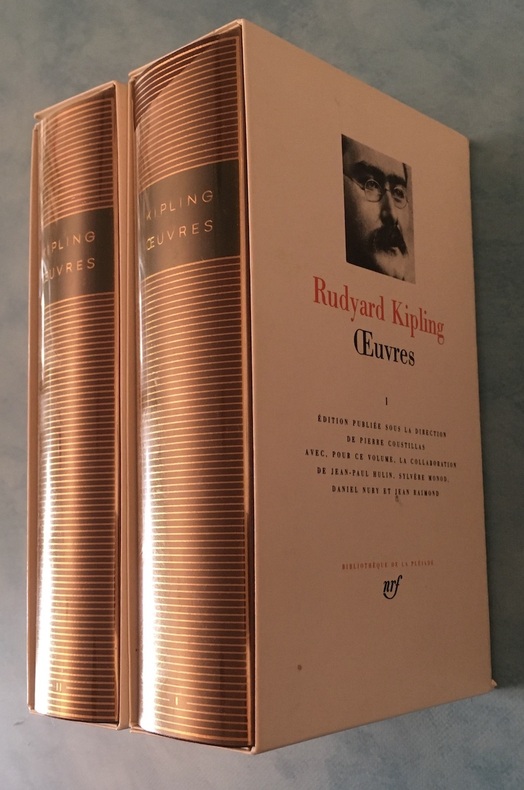 KIPLING
ŒUVRES
II
KIPLING
ŒUVRES
I
Rudyard Kipling
Œuvres
I
ÉDITION PUBLIÉE SOUS LA DIRECTION
DE PIERRE COUSTILLAS
AVEC, POUR CE VOLUME, LA COLLABORATION
DE JEAN-PAUL HULIN, SYLVÈRE MONOD,
DANIEL NURY ET JEAN RAIMOND
BIBLIOTHÈQUE DE LA PLÉIADE
nrf